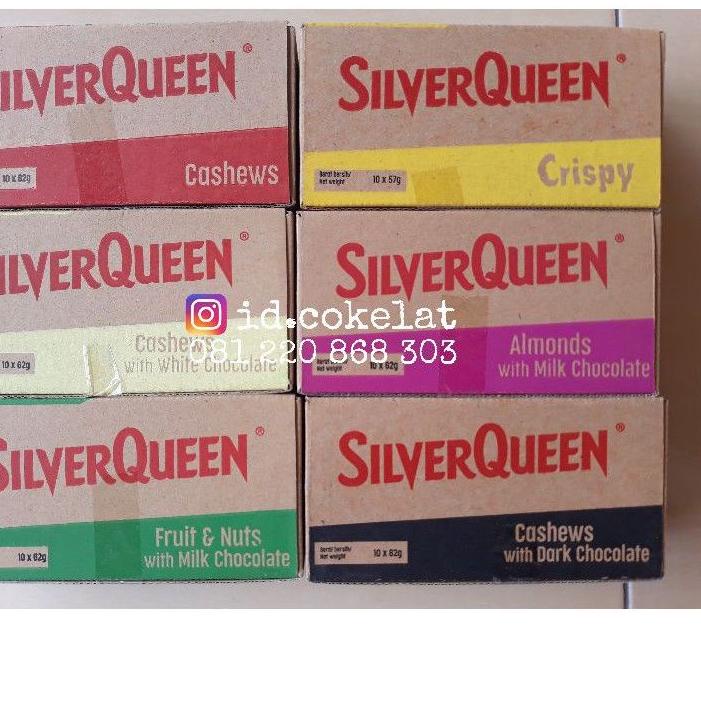 SILVERQUEEN®
10 x 62g
Cashews
SILVERQUEEN®
Berat bersih/
Net weight
10 x 57g
Crispy
SILVERQUEEN®
10 x 62g
Cashews
with White Chocolate
SILVERQUEEN®
Berat bersih/
Net weight
10 x 62g
Almonds
with Milk Chocolate
id.cokelat
081 220 868 303
SILVERQUEEN®
10 x 62g
Fruit & Nuts
with Milk Chocolate
SILVERQUEEN®
Berat bersih/
Net weight
10 x 62g
Cashews
with Dark Chocolate